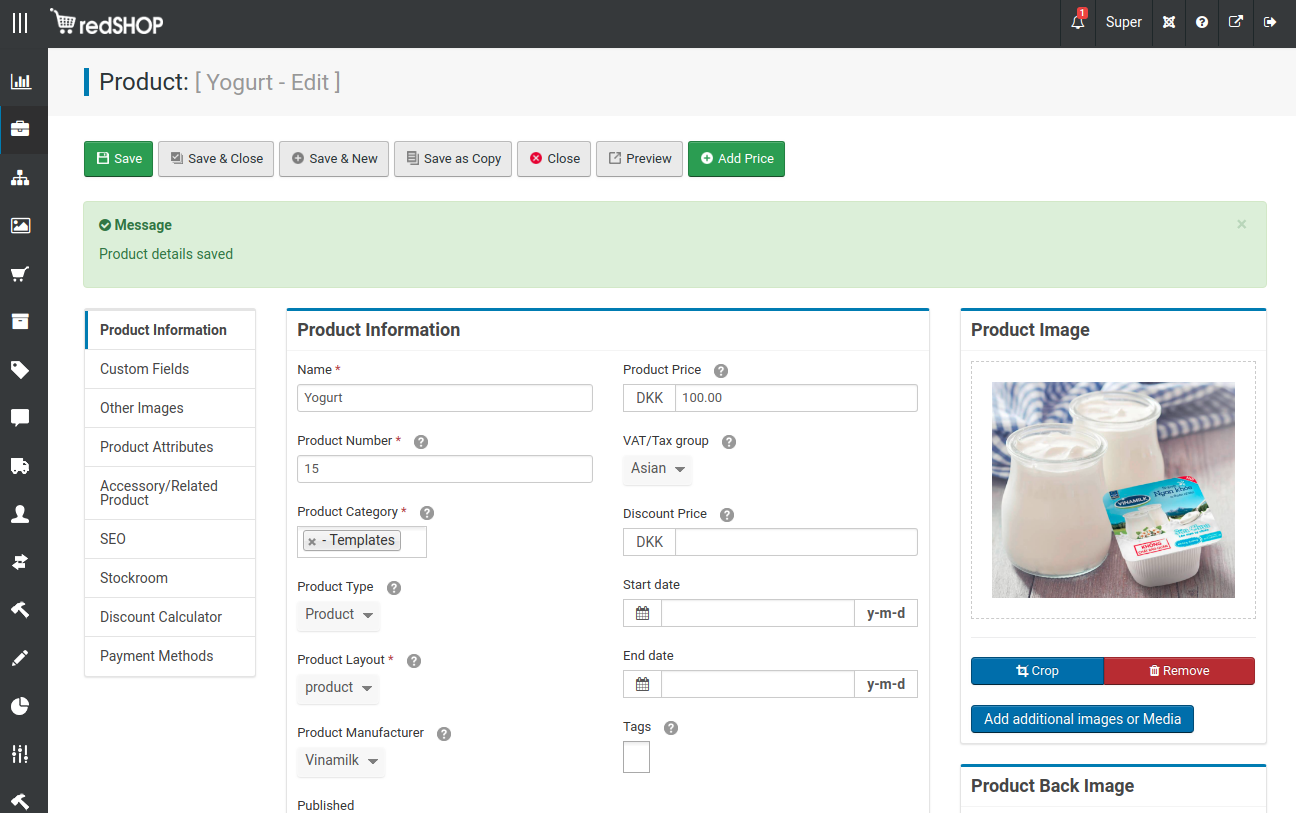 redSHOP
1
Super
Product: [ Yogurt - Edit ]
Save
Save & Close
Save & New
Save as Copy
Close
Preview
Add Price
Message
×
Product details saved
Product Information
Custom Fields
Other Images
Product Attributes
Accessory/Related
Product
SEO
Stockroom
Discount Calculator
Payment Methods
Product Information
Name *
Yogurt
Product Number *
15
Product Category *
× - Templates
Product Type
Product
Product Layout *
product
Product Manufacturer
Vinamilk
Published
Product Price
DKK 100.00
VAT/Tax group
Asian
Discount Price
DKK
Start date
y-m-d
End date
y-m-d
Tags
Product Image
VINAMILK
KHÔNG
Crop
Remove
Add additional images or Media
Product Back Image